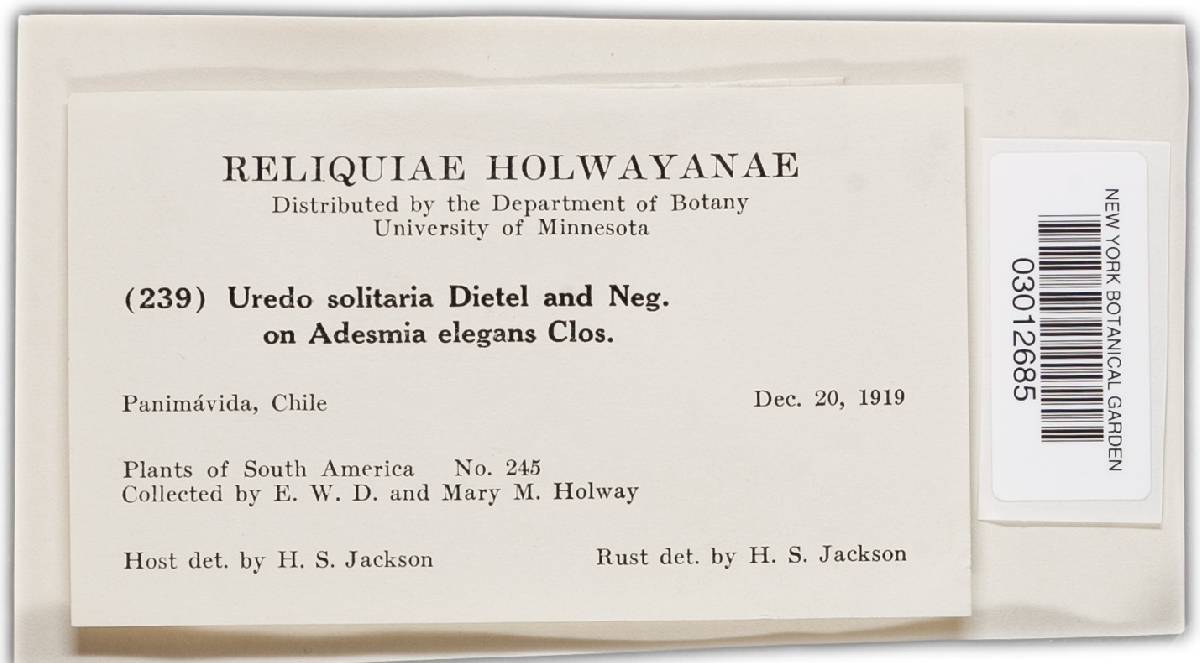 RELIQUIAE HOLWAYANAE
Distributed by the Department of Botany
University of Minnesota
(239) Uredo solitaria Dietel and Neg.
on Adesmia elegans Clos.
Panimávida, Chile Dec. 20, 1919
Plants of South America No. 245
Collected by E. W. D. and Mary M. Holway
Host det. by H. S. Jackson Rust det. by H. S. Jackson
NEW YORK BOTANICAL GARDEN
03012685